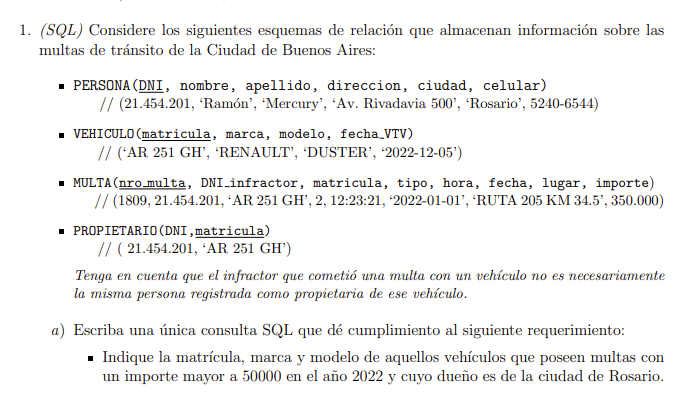 1. (SQL) Considere los siguientes esquemas de relación que almacenan información sobre las
multas de tránsito de la Ciudad de Buenos Aires:
▪ PERSONA(DNI, nombre, apellido, direccion, ciudad, celular)
// (21.454.201, ‘Ramón’, ‘Mercury’, ‘Av. Rivadavia 500’, ‘Rosario’, 5240-6544)
▪ VEHICULO(matricula, marca, modelo, fecha_VTV)
// (‘AR 251 GH’, ‘RENAULT’, ‘DUSTER’, ‘2022-12-05’)
▪ MULTA(nro_multa, DNI_infractor, matricula, tipo, hora, fecha, lugar, importe)
// (1809, 21.454.201, ‘AR 251 GH’, 2, 12:23:21, ‘2022-01-01’, ‘RUTA 205 KM 34.5’, 350.000)
▪ PROPIETARIO(DNI,matricula)
// ( 21.454.201, ‘AR 251 GH’)
Tenga en cuenta que el infractor que cometió una multa con un vehículo no es necesariamente
la misma persona registrada como propietaria de ese vehículo.
a) Escriba una única consulta SQL que dé cumplimiento al siguiente requerimiento:
▪ Indique la matrícula, marca y modelo de aquellos vehículos que poseen multas con
un importe mayor a 50000 en el año 2022 y cuyo dueño es de la ciudad de Rosario.